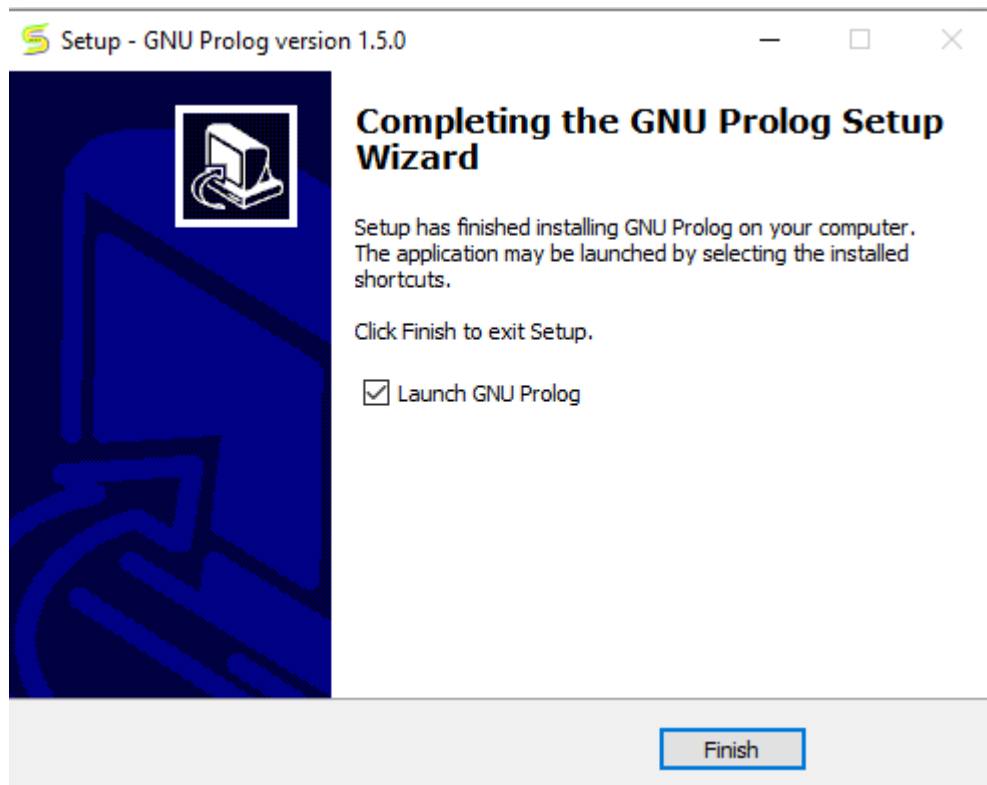 Setup - GNU Prolog version 1.5.0
Completing the GNU Prolog Setup
Wizard
Setup has finished installing GNU Prolog on your computer.
The application may be launched by selecting the installed
shortcuts.
Click Finish to exit Setup.
Launch GNU Prolog
Finish